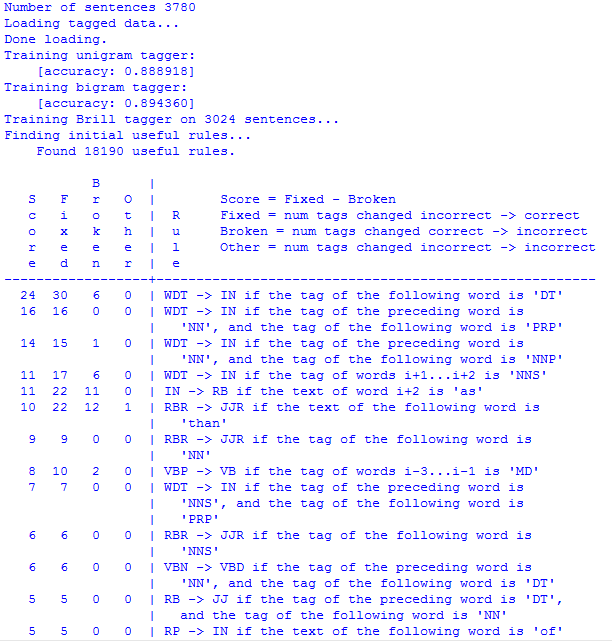 Number of sentences 3780
Loading tagged data...
Done loading.
Training unigram tagger:
    [accuracy: 0.888918]
Training bigram tagger:
    [accuracy: 0.894360]
Training Brill tagger on 3024 sentences...
Finding initial useful rules...
    Found 18190 useful rules.

           B      |
   S   F   r   O  |        Score = Fixed - Broken
   c   i   o   t  |  R     Fixed = num tags changed incorrect -> correct
   o   x   k   h  |  u     Broken = num tags changed correct -> incorrect
   r   e   e   e  |  l     Other = num tags changed incorrect -> incorrect
   e   d   n   r  |  e
------------------+-------------------------------------------------------
  24  30   6   0  | WDT -> IN if the tag of the following word is 'DT'
  16  16   0   0  | WDT -> IN if the tag of the preceding word is
                  |   'NN', and the tag of the following word is 'PRP'
  14  15   1   0  | WDT -> IN if the tag of the preceding word is
                  |   'NN', and the tag of the following word is 'NNP'
  11  17   6   0  | WDT -> IN if the tag of words i+1...i+2 is 'NNS'
  11  22  11   0  | IN -> RB if the text of word i+2 is 'as'
  10  22  12   1  | RBR -> JJR if the text of the following word is
                  |   'than'
   9   9   0   0  | RBR -> JJR if the tag of the following word is
                  |   'NN'
   8  10   2   0  | VBP -> VB if the tag of words i-3...i-1 is 'MD'
   7   7   0   0  | WDT -> IN if the tag of the preceding word is
                  |   'NNS', and the tag of the following word is
                  |   'PRP'
   6   6   0   0  | RBR -> JJR if the tag of the following word is
                  |   'NNS'
   6   6   0   0  | VBN -> VBD if the tag of the preceding word is
                  |   'NN', and the tag of the following word is 'DT'
   5   5   0   0  | RB -> JJ if the tag of the preceding word is 'DT',
                  |   and the tag of the following word is 'NN'
   5   5   0   0  | RP -> IN if the text of the following word is 'of'